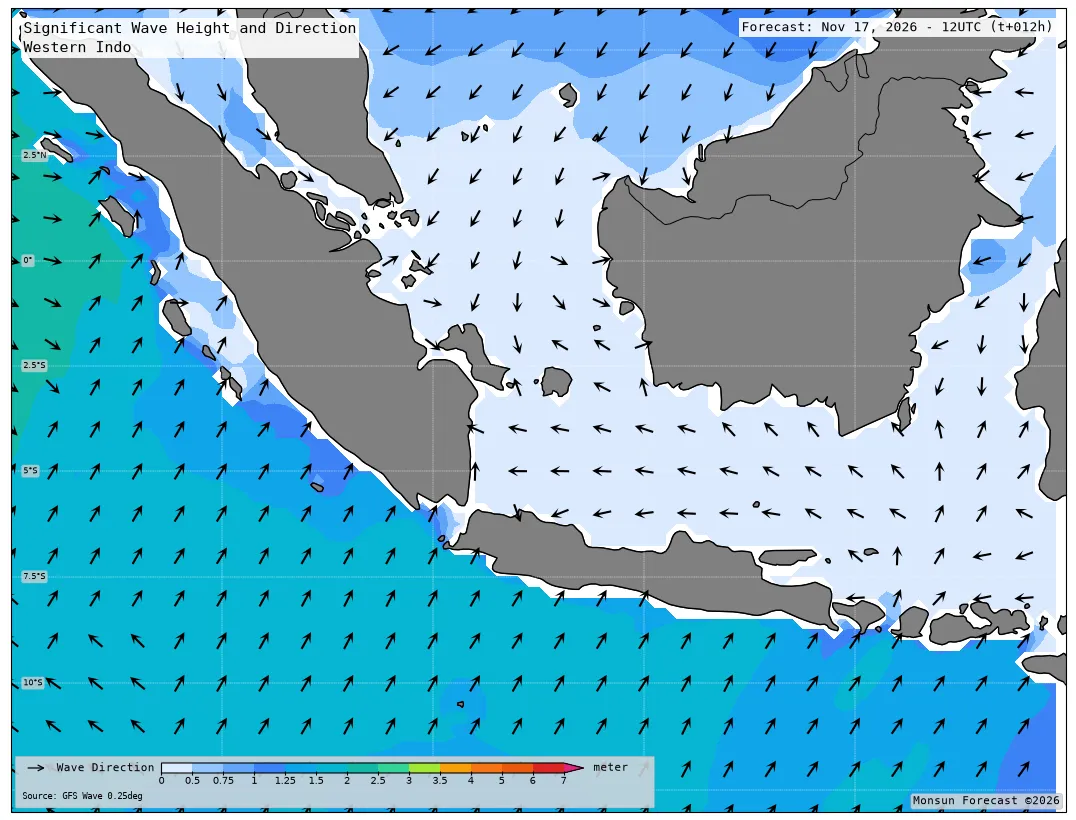 Significant Wave Height and Direction
Western Indo
Forecast: Nov 17, 2026 - 12UTC (t+012h)
2.5°N
0°
2.5°S
5°S
7.5°S
10°S
Wave Direction
0 0.5 0.75 1 1.25 1.5 2 2.5 3 3.5 4 5 6 7
meter
Source: GFS Wave 0.25deg
Monsun Forecast ©2026